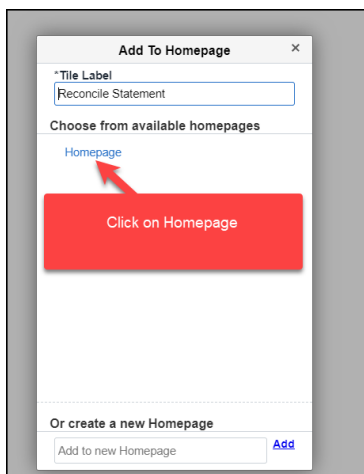 Add To Homepage ×
*Tile Label
Reconcile Statement
Choose from available homepages
Homepage
Click on Homepage
Or create a new Homepage
Add to new Homepage Add